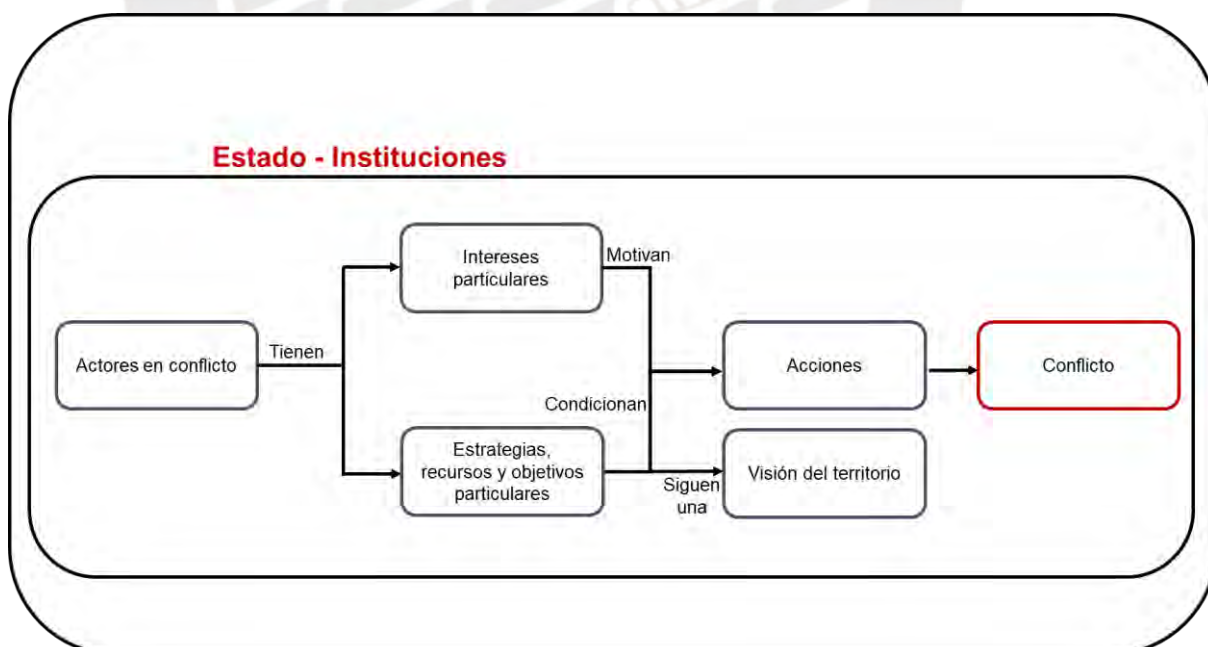 Estado - Instituciones
Intereses
particulares
Motivan
Actores en conflicto
Tienen
Acciones
Conflicto
Condicionan
Estrategias,
recursos y objetivos
particulares
Siguen
una
Visión del territorio